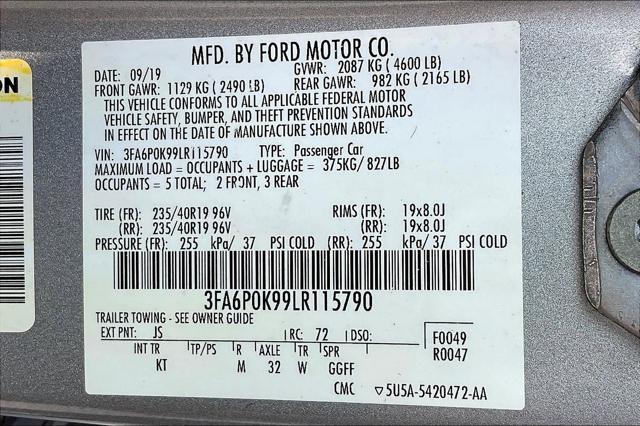 ON
MFD. BY FORD MOTOR CO.
DATE: 09/19 GVWR: 2087 KG ( 4600 LB)
FRONT GAWR: 1129 KG ( 2490 LB) REAR GAWR: 982 KG ( 2165 LB)
THIS VEHICLE CONFORMS TO ALL APPLICABLE FEDERAL MOTOR
VEHICLE SAFETY, BUMPER, AND THEFT PREVENTION STANDARDS
IN EFFECT ON THE DATE OF MANUFACTURE SHOWN ABOVE.
VIN: 3FA6P0K99LR115790 TYPE: Passenger Car
MAXIMUM LOAD = OCCUPANTS + LUGGAGE = 375KG/ 827LB
OCCUPANTS = 5 TOTAL; 2 FRONT, 3 REAR
TIRE (FR): 235/40R19 96V RIMS (FR): 19x8.0J
(RR): 235/40R19 96V (RR): 19x8.0J
PRESSURE (FR): 255 kPa/ 37 PSI COLD (RR): 255 kPa/ 37 PSI COLD
3FA6P0K99LR115790
TRAILER TOWING - SEE OWNER GUIDE
EXT PNT: JS RC: 72 DSO: F0049
INT TR TP/PS R AXLE TR SPR R0047
KT M 32 W GGFF
CMC ▽5U5A-5420472-AA